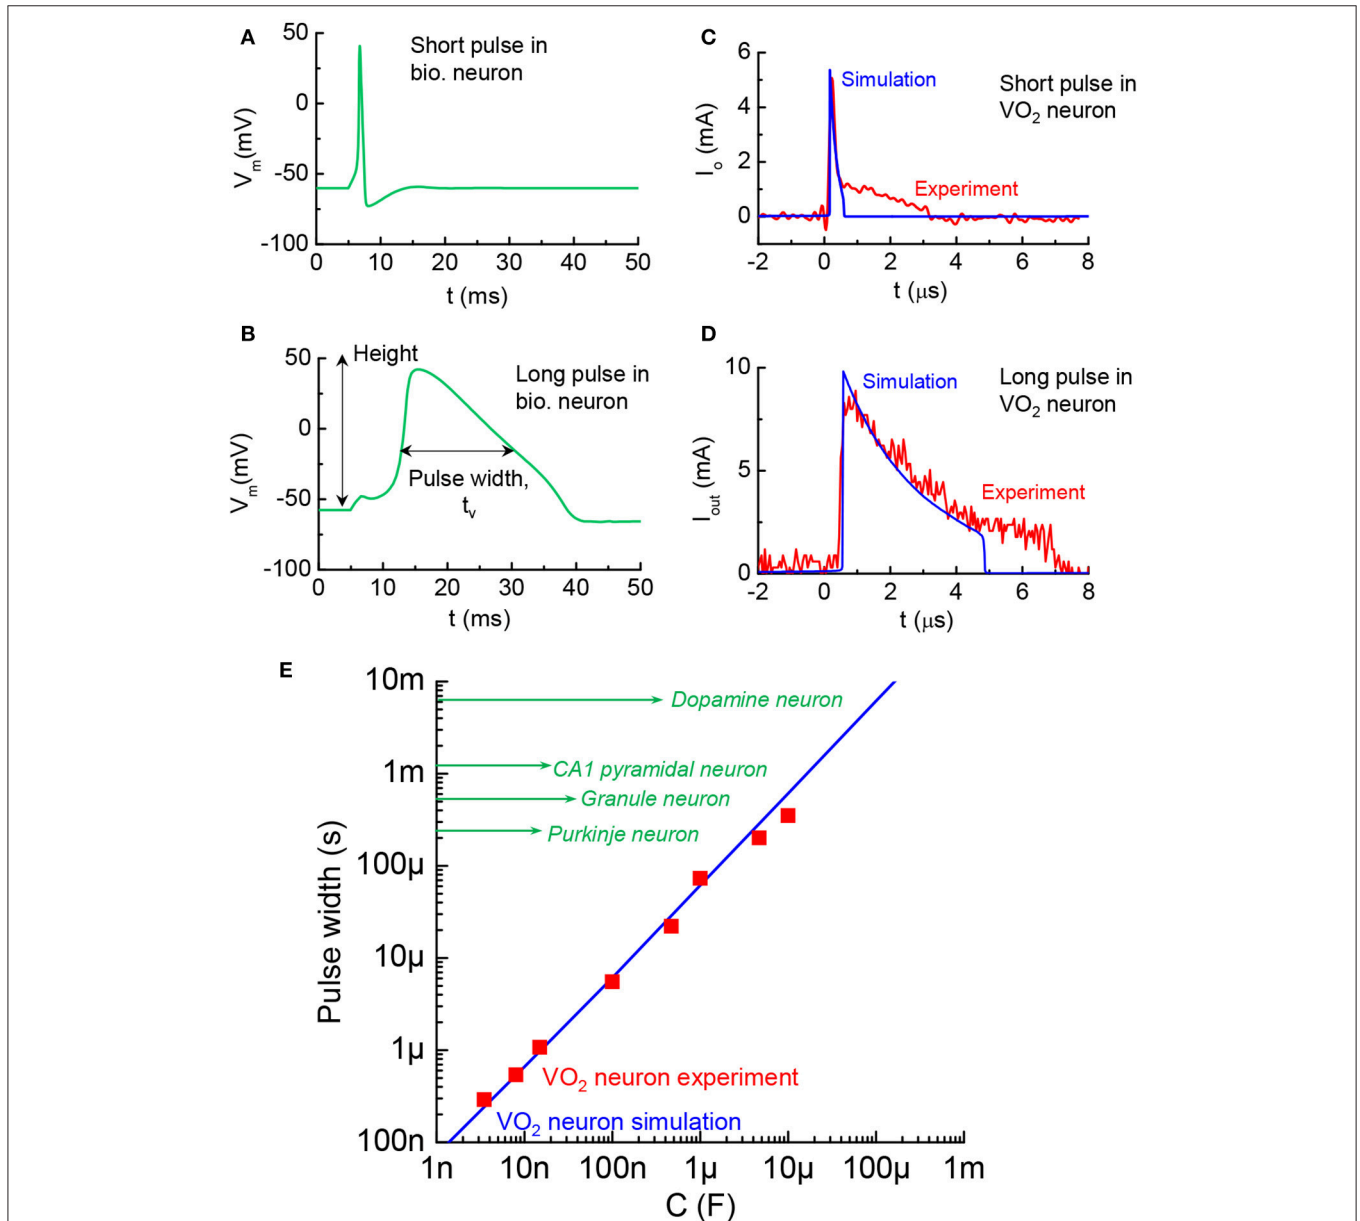 A
Short pulse in
bio. neuron
V_m(mV)
50
0
-50
-100
0 10 20 30 40 50
t (ms)
C
Simulation
Short pulse in
VO₂ neuron
Experiment
I_o (mA)
6
4
2
0
-2 0 2 4 6 8
t (μs)
B
Height
Long pulse in
bio. neuron
Pulse width,
t_v
V_m(mV)
50
0
-50
-100
0 10 20 30 40 50
t (ms)
D
Simulation
Long pulse in
VO₂ neuron
Experiment
I_out (mA)
10
5
0
-2 0 2 4 6 8
t (μs)
E
Pulse width (s)
10m
1m
100μ
10μ
1μ
100n
Dopamine neuron
CA1 pyramidal neuron
Granule neuron
Purkinje neuron
VO₂ neuron experiment
VO₂ neuron simulation
1n 10n 100n 1μ 10μ 100μ 1m
C (F)